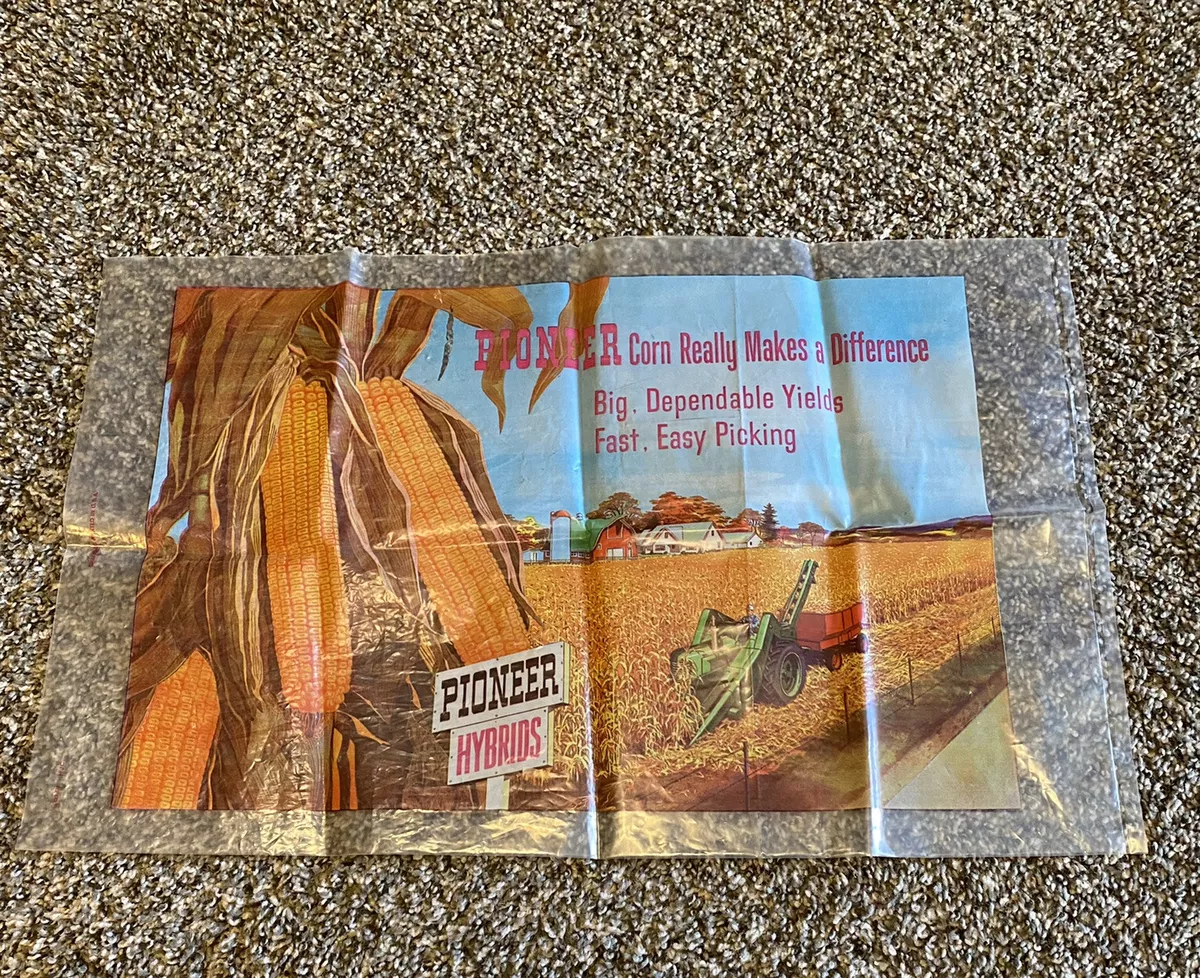 PIONEER Corn Really Makes a Difference
Big, Dependable Yields
Fast, Easy Picking
PIONEER
HYBRIDS